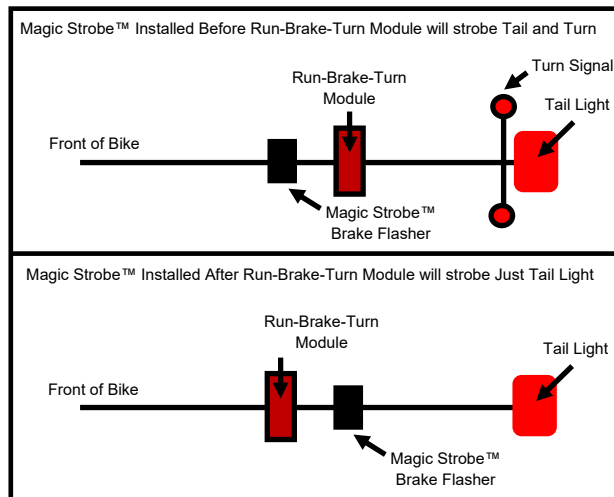 Magic Strobe™ Installed Before Run-Brake-Turn Module will strobe Tail and Turn
Run-Brake-Turn
Module
Turn Signal
Tail Light
Front of Bike
Magic Strobe™
Brake Flasher
Magic Strobe™ Installed After Run-Brake-Turn Module will strobe Just Tail Light
Run-Brake-Turn
Module
Tail Light
Front of Bike
Magic Strobe™
Brake Flasher